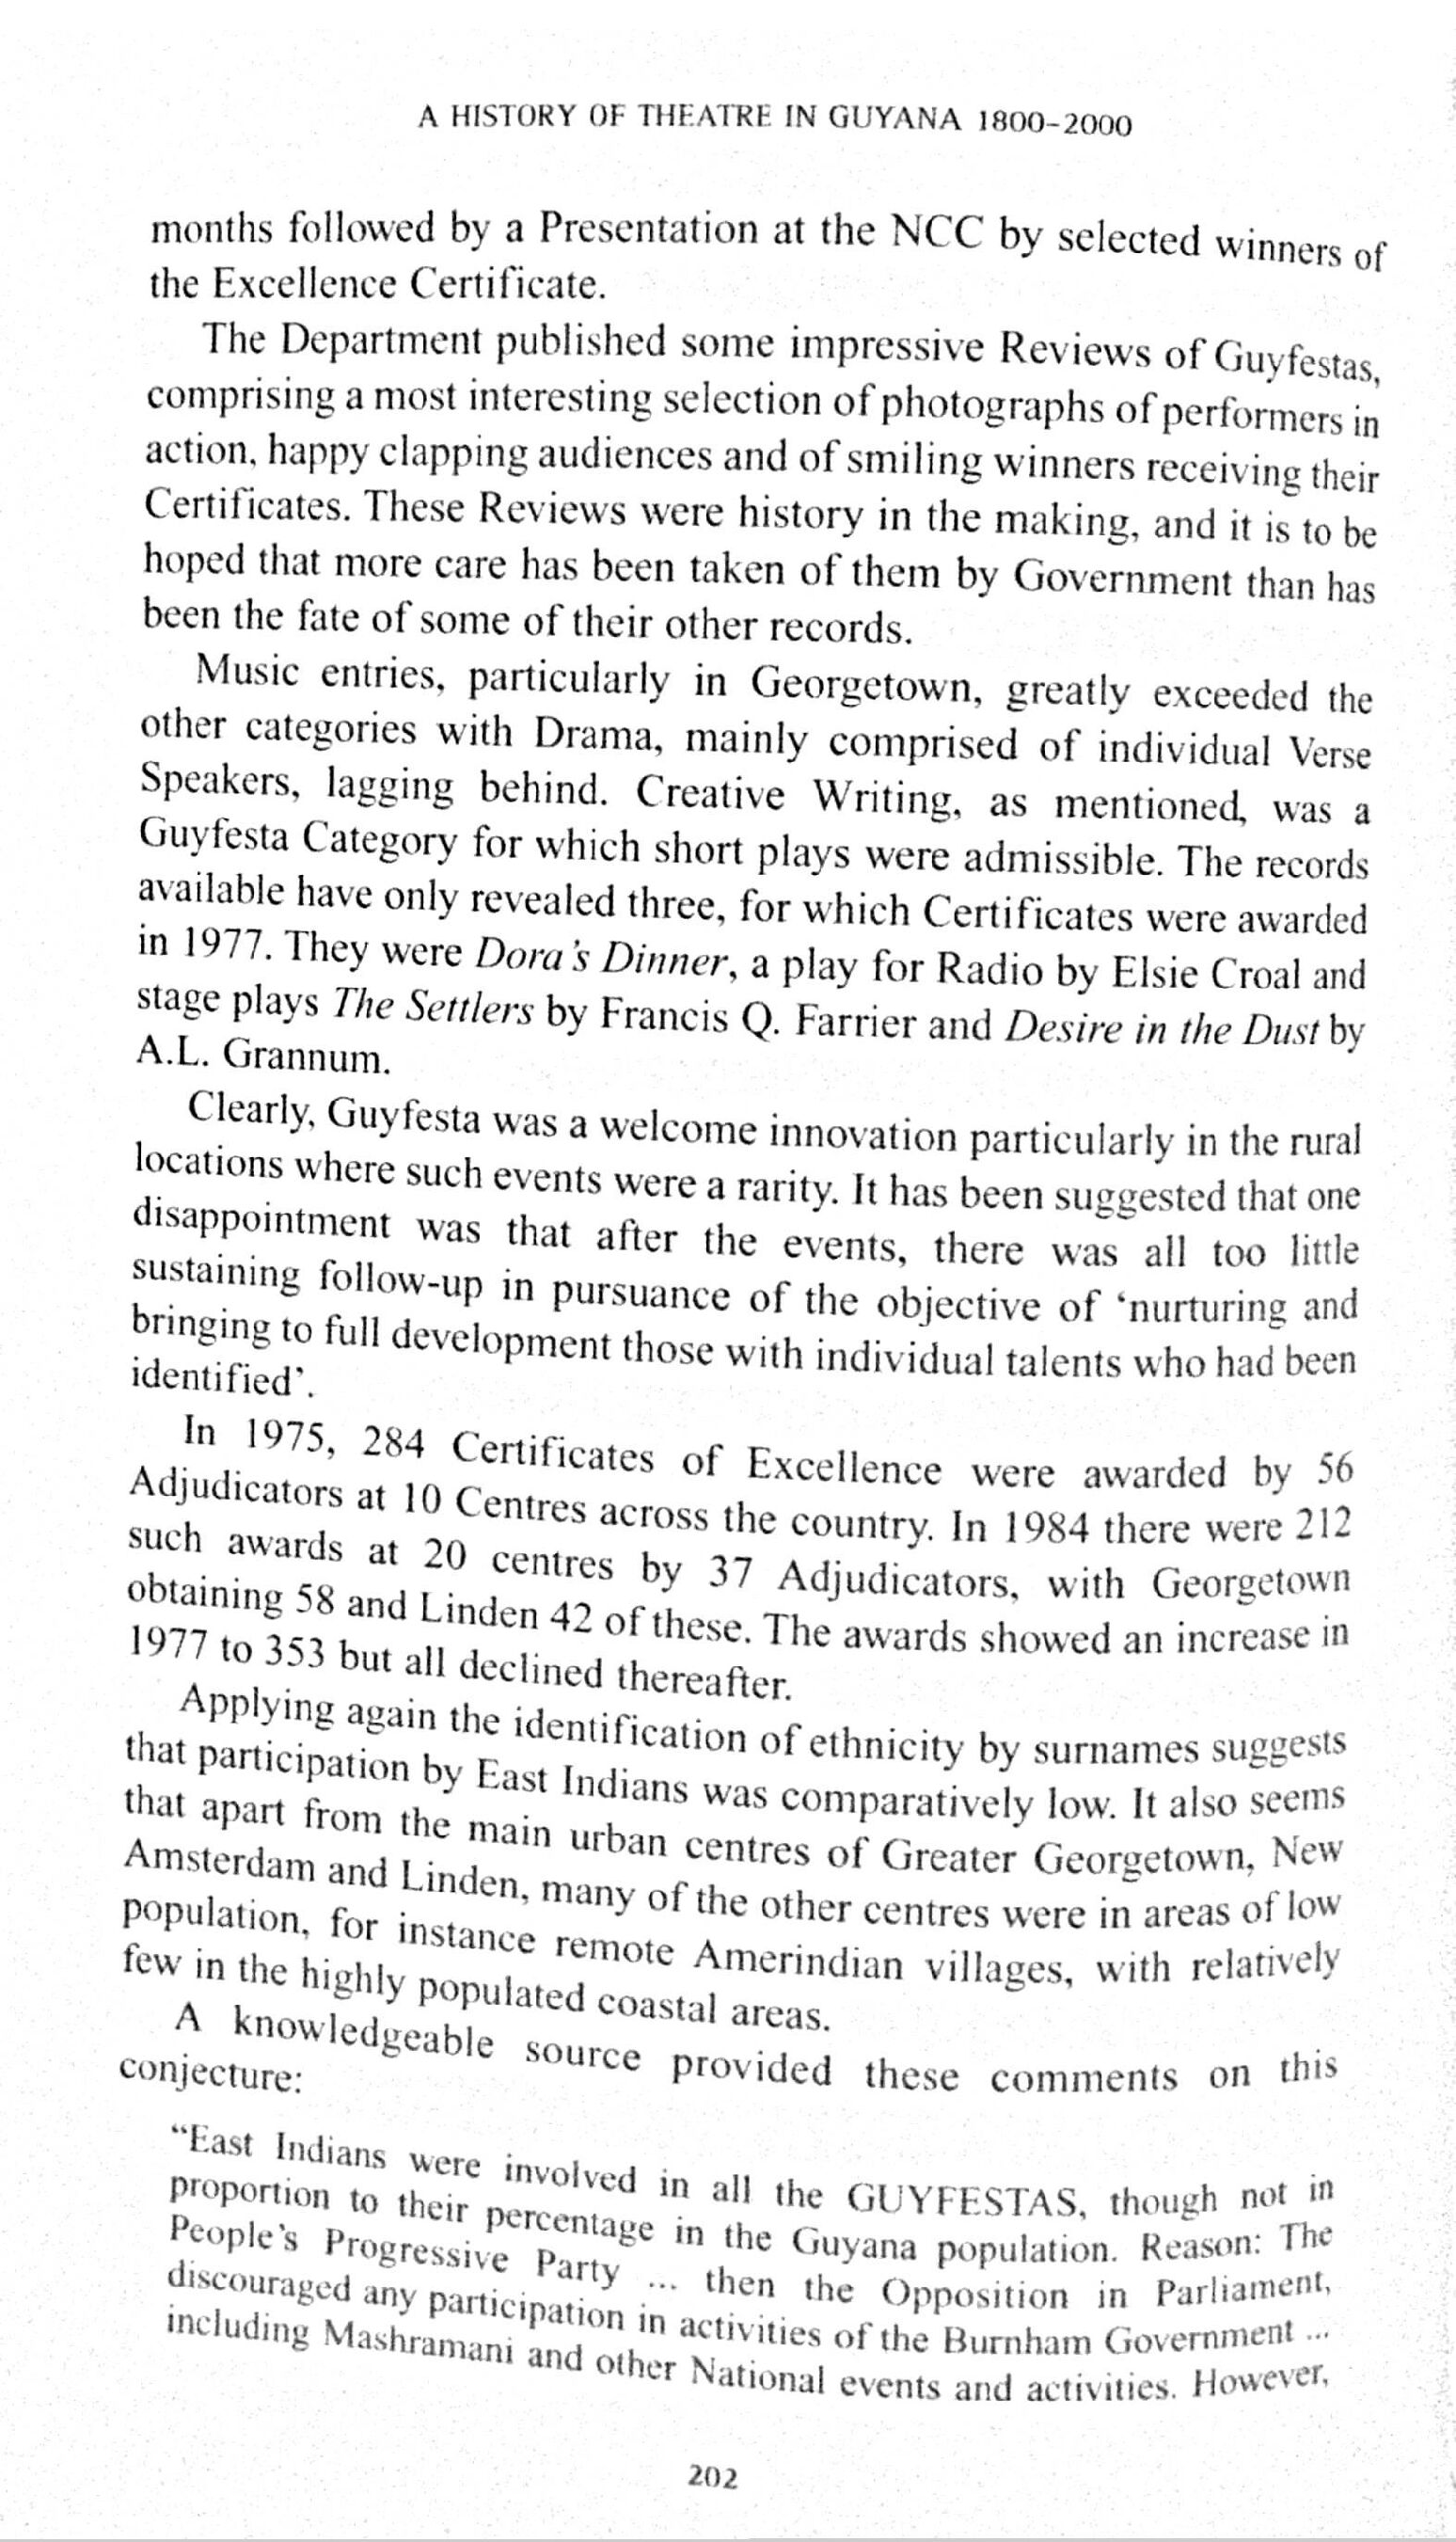 A HISTORY OF THEATRE IN GUYANA 1800–2000
months followed by a Presentation at the NCC by selected winners of
the Excellence Certificate.
The Department published some impressive Reviews of Guyfestas,
comprising a most interesting selection of photographs of performers in
action, happy clapping audiences and of smiling winners receiving their
Certificates. These Reviews were history in the making, and it is to be
hoped that more care has been taken of them by Government than has
been the fate of some of their other records.
Music entries, particularly in Georgetown, greatly exceeded the
other categories with Drama, mainly comprised of individual Verse
Speakers, lagging behind. Creative Writing, as mentioned, was a
Guyfesta Category for which short plays were admissible. The records
available have only revealed three, for which Certificates were awarded
in 1977. They were Dora's Dinner, a play for Radio by Elsie Croal and
stage plays The Settlers by Francis Q. Farrier and Desire in the Dust by
A.L. Grannum.
Clearly, Guyfesta was a welcome innovation particularly in the rural
locations where such events were a rarity. It has been suggested that one
disappointment was that after the events, there was all too little
sustaining follow-up in pursuance of the objective of ‘nurturing and
bringing to full development those with individual talents who had been
identified’.
In 1975, 284 Certificates of Excellence were awarded by 56
Adjudicators at 10 Centres across the country. In 1984 there were 212
such awards at 20 centres by 37 Adjudicators, with Georgetown
obtaining 58 and Linden 42 of these. The awards showed an increase in
1977 to 353 but all declined thereafter.
Applying again the identification of ethnicity by surnames suggests
that participation by East Indians was comparatively low. It also seems
that apart from the main urban centres of Greater Georgetown, New
Amsterdam and Linden, many of the other centres were in areas of low
population, for instance remote Amerindian villages, with relatively
few in the highly populated coastal areas.
A knowledgeable source provided these comments on this
conjecture:
“East Indians were involved in all the GUYFESTAS, though not in
proportion to their percentage in the Guyana population. Reason: The
People's Progressive Party ... then the Opposition in Parliament,
discouraged any participation in activities of the Burnham Government ...
including Mashramani and other National events and activities. However,
202